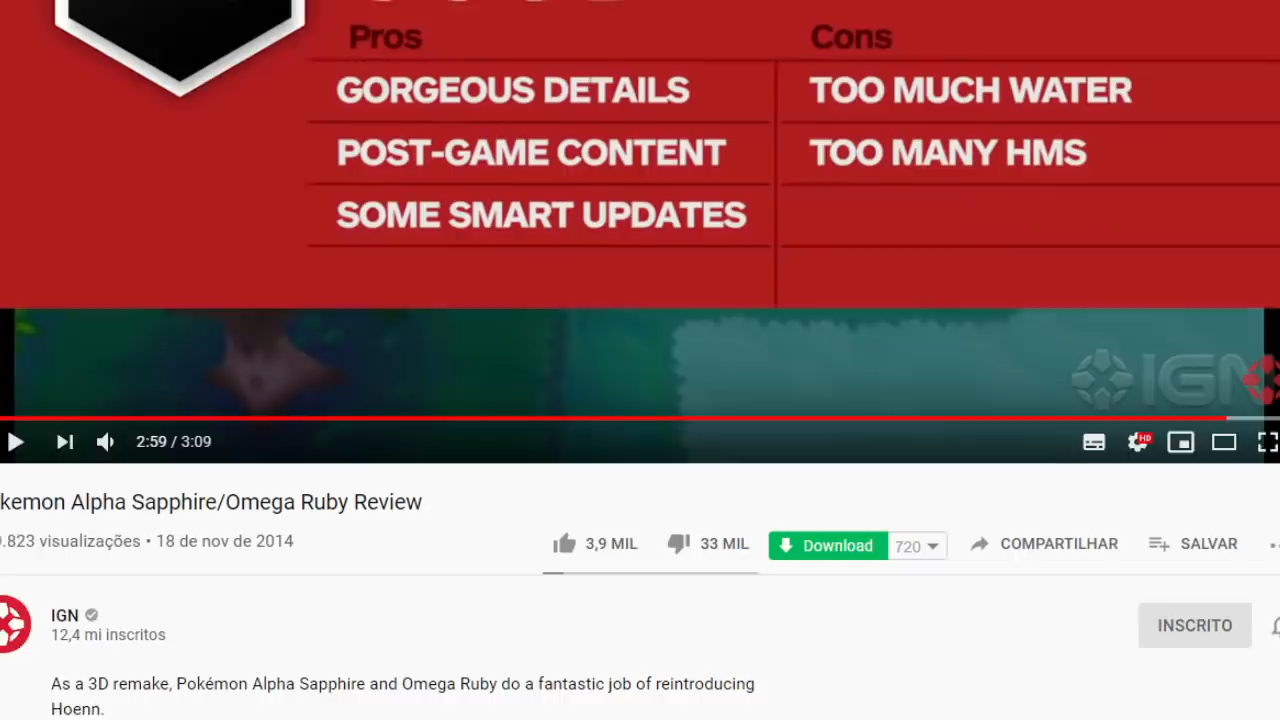 Pros
Cons
GORGEOUS DETAILS
TOO MUCH WATER
POST-GAME CONTENT
TOO MANY HMS
SOME SMART UPDATES
IGN
2:59 / 3:09
HD
kemon Alpha Sapphire/Omega Ruby Review
.823 visualizações • 18 de nov de 2014
3,9 MIL
33 MIL
Download
720
COMPARTILHAR
SALVAR
IGN
12,4 mi inscritos
INSCRITO
As a 3D remake, Pokémon Alpha Sapphire and Omega Ruby do a fantastic job of reintroducing
Hoenn.